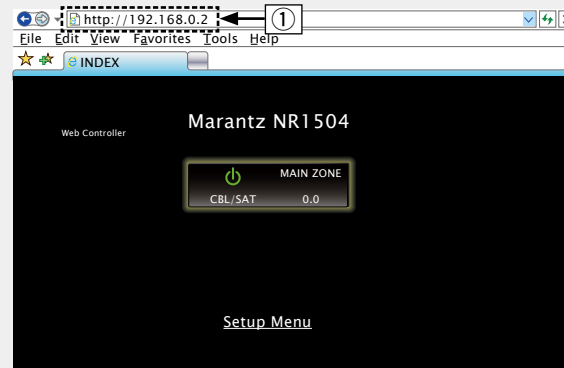 http://192.168.0.2 ①
File Edit View Favorites Tools Help
INDEX
Web Controller
Marantz NR1504
MAIN ZONE
CBL/SAT 0.0
Setup Menu